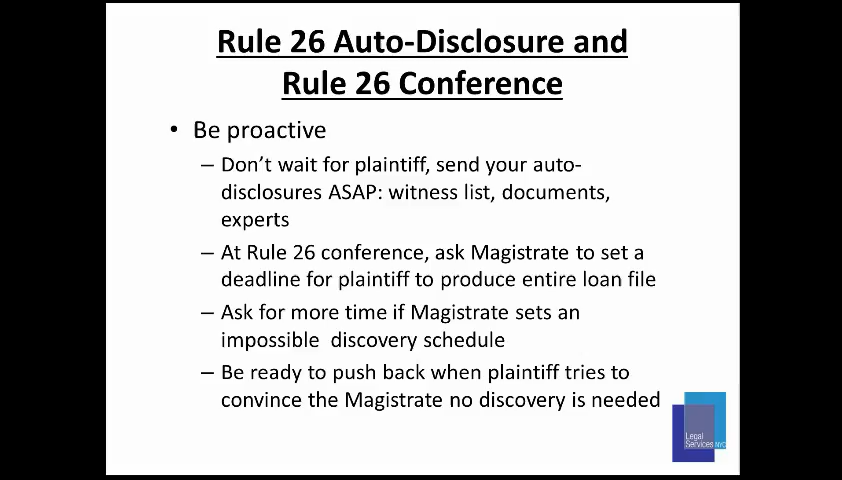 Rule 26 Auto-Disclosure and
Rule 26 Conference
• Be proactive
– Don't wait for plaintiff, send your auto-
disclosures ASAP: witness list, documents,
experts
– At Rule 26 conference, ask Magistrate to set a
deadline for plaintiff to produce entire loan file
– Ask for more time if Magistrate sets an
impossible  discovery schedule
– Be ready to push back when plaintiff tries to
convince the Magistrate no discovery is needed
Legal
Services NYC